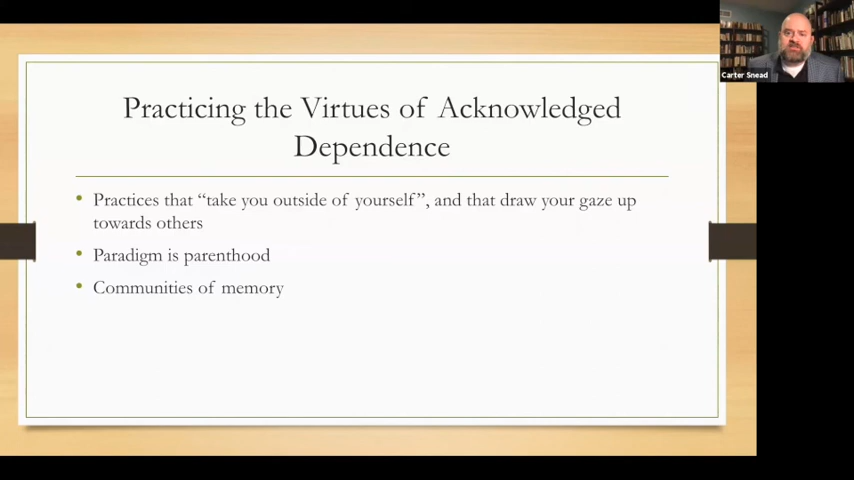 Practicing the Virtues of Acknowledged
Dependence
• Practices that “take you outside of yourself”, and that draw your gaze up
towards others
• Paradigm is parenthood
• Communities of memory
Carter Snead